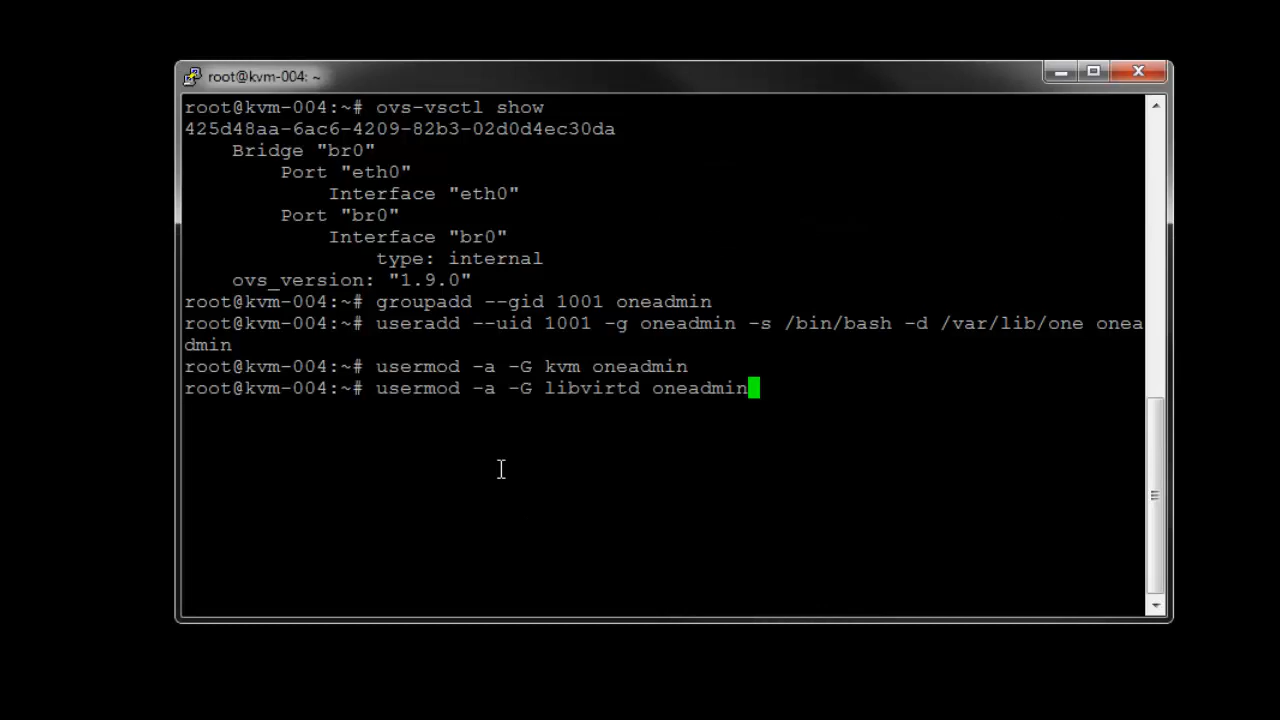 root@kvm-004: ~
root@kvm-004:~# ovs-vsctl show
425d48aa-6ac6-4209-82b3-02d0d4ec30da
    Bridge "br0"
        Port "eth0"
            Interface "eth0"
        Port "br0"
            Interface "br0"
                type: internal
    ovs_version: "1.9.0"
root@kvm-004:~# groupadd --gid 1001 oneadmin
root@kvm-004:~# useradd --uid 1001 -g oneadmin -s /bin/bash -d /var/lib/one onea
dmin
root@kvm-004:~# usermod -a -G kvm oneadmin
root@kvm-004:~# usermod -a -G libvirtd oneadmin